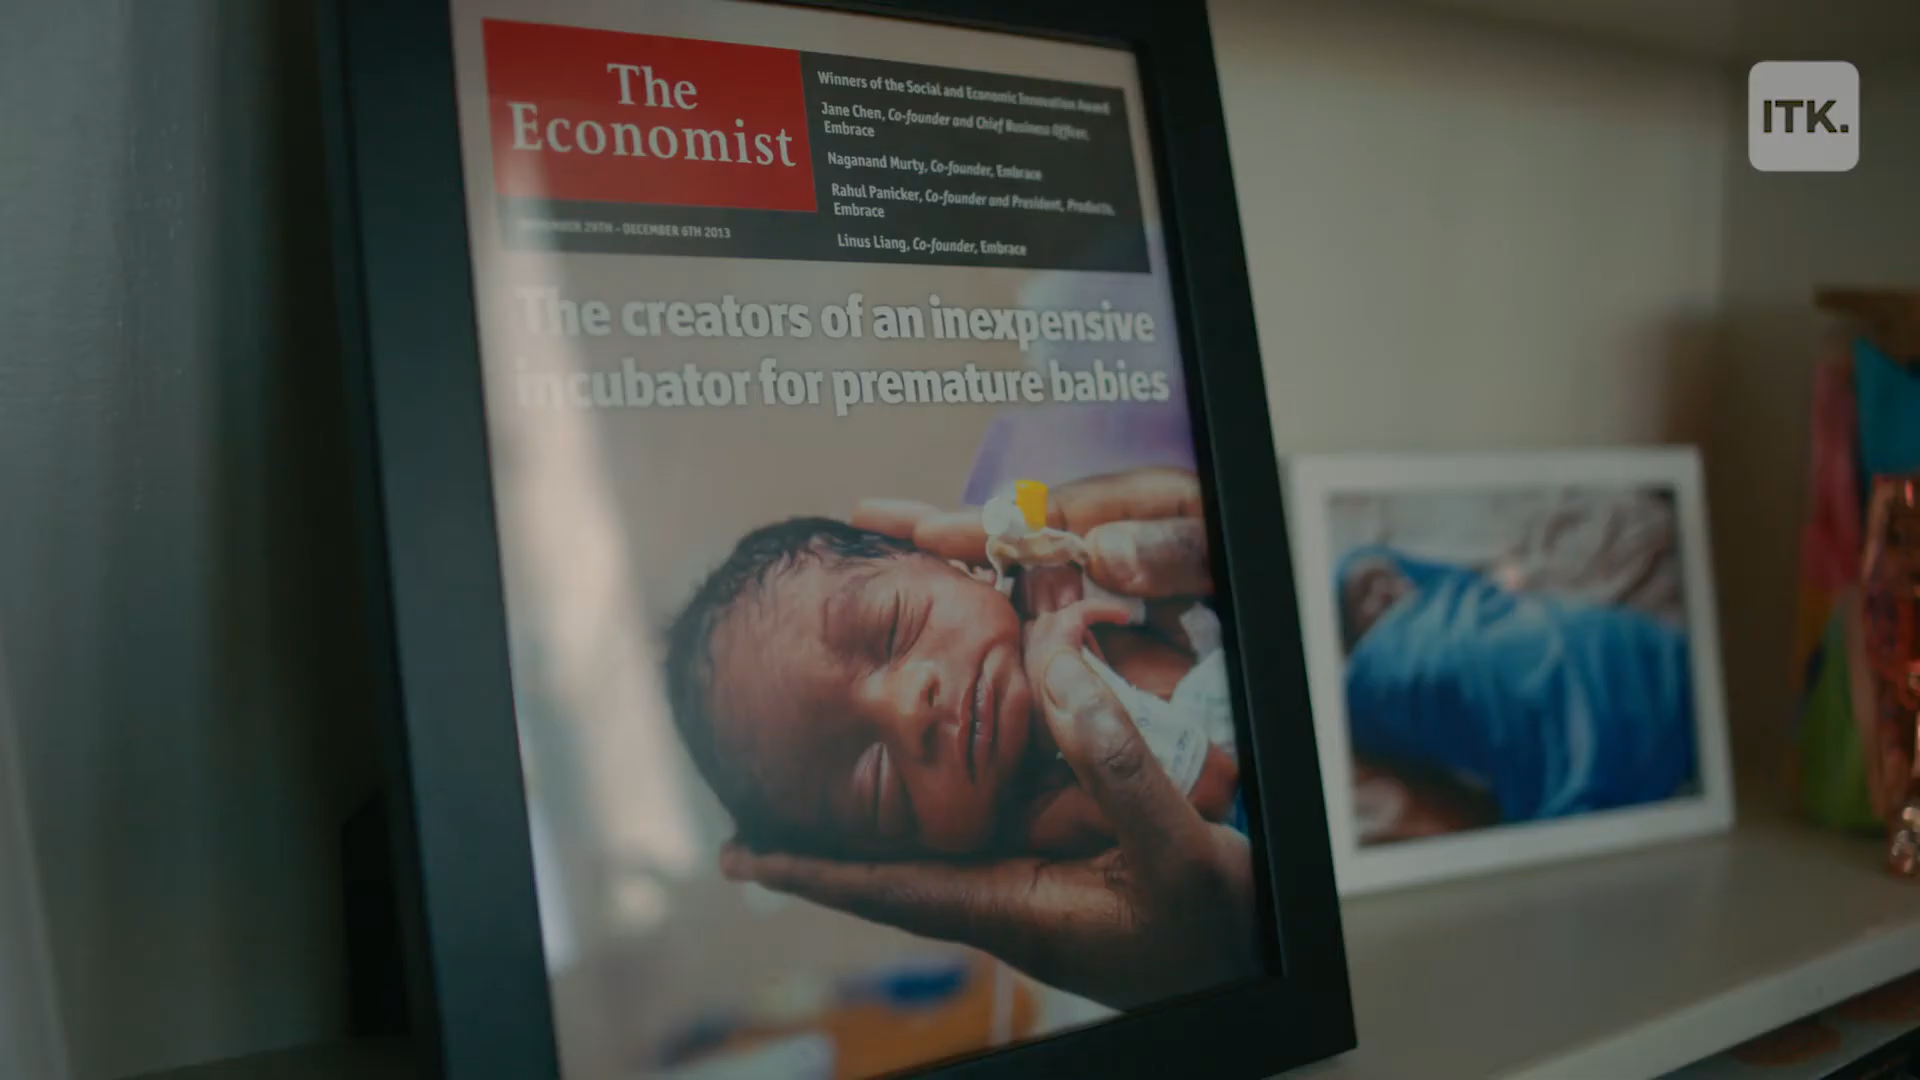 The
Economist
Winners of the Social and Economic Innovation Award
Jane Chen, Co-founder and Chief Business Officer,
Embrace
Naganand Murty, Co-founder, Embrace
Rahul Panicker, Co-founder and President, Products,
Embrace
Linus Liang, Co-founder, Embrace
29TH - DECEMBER 6TH 2013
The creators of an inexpensive
incubator for premature babies
ITK.